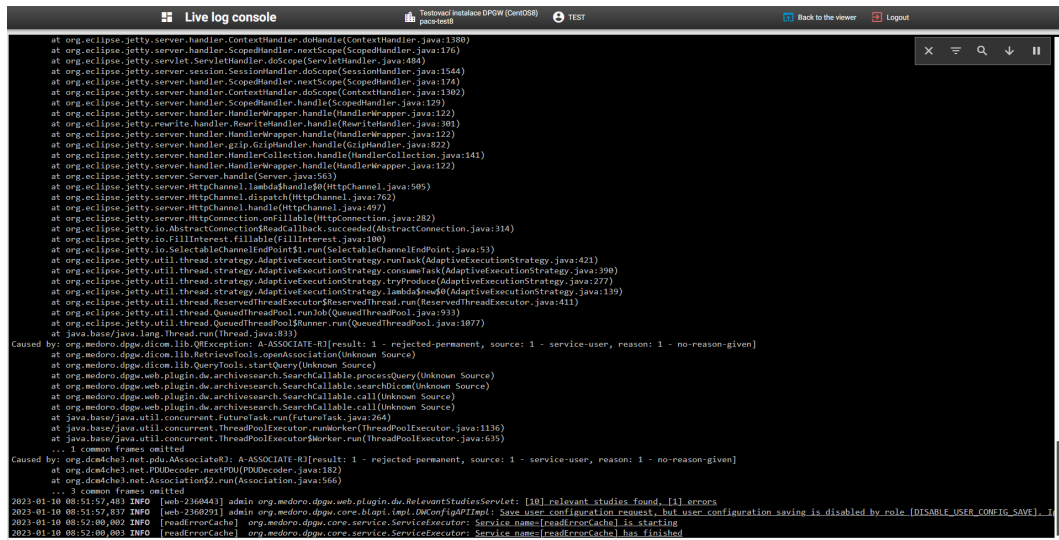 Live log console
Testovací instalace DPGW (CentOS8)
pacs-test8
TEST
Back to the viewer
Logout
at org.eclipse.jetty.server.handler.ContextHandler.doHandle(ContextHandler.java:1380)
at org.eclipse.jetty.server.handler.ScopedHandler.nextScope(ScopedHandler.java:176)
at org.eclipse.jetty.servlet.ServletHandler.doScope(ServletHandler.java:484)
at org.eclipse.jetty.server.session.SessionHandler.doScope(SessionHandler.java:1544)
at org.eclipse.jetty.server.handler.ScopedHandler.nextScope(ScopedHandler.java:174)
at org.eclipse.jetty.server.handler.ContextHandler.doScope(ContextHandler.java:1302)
at org.eclipse.jetty.server.handler.ScopedHandler.handle(ScopedHandler.java:129)
at org.eclipse.jetty.server.handler.HandlerWrapper.handle(HandlerWrapper.java:122)
at org.eclipse.jetty.rewrite.handler.RewriteHandler.handle(RewriteHandler.java:301)
at org.eclipse.jetty.server.handler.HandlerWrapper.handle(HandlerWrapper.java:122)
at org.eclipse.jetty.server.handler.gzip.GzipHandler.handle(GzipHandler.java:822)
at org.eclipse.jetty.server.handler.HandlerCollection.handle(HandlerCollection.java:141)
at org.eclipse.jetty.server.handler.HandlerWrapper.handle(HandlerWrapper.java:122)
at org.eclipse.jetty.server.Server.handle(Server.java:563)
at org.eclipse.jetty.server.HttpChannel.lambda$handle$0(HttpChannel.java:505)
at org.eclipse.jetty.server.HttpChannel.dispatch(HttpChannel.java:762)
at org.eclipse.jetty.server.HttpChannel.handle(HttpChannel.java:497)
at org.eclipse.jetty.server.HttpConnection.onFillable(HttpConnection.java:282)
at org.eclipse.jetty.io.AbstractConnection$ReadCallback.succeeded(AbstractConnection.java:314)
at org.eclipse.jetty.io.FillInterest.fillable(FillInterest.java:100)
at org.eclipse.jetty.io.SelectableChannelEndPoint$1.run(SelectableChannelEndPoint.java:53)
at org.eclipse.jetty.util.thread.strategy.AdaptiveExecutionStrategy.runTask(AdaptiveExecutionStrategy.java:421)
at org.eclipse.jetty.util.thread.strategy.AdaptiveExecutionStrategy.consumeTask(AdaptiveExecutionStrategy.java:390)
at org.eclipse.jetty.util.thread.strategy.AdaptiveExecutionStrategy.tryProduce(AdaptiveExecutionStrategy.java:277)
at org.eclipse.jetty.util.thread.strategy.AdaptiveExecutionStrategy.lambda$new$0(AdaptiveExecutionStrategy.java:139)
at org.eclipse.jetty.util.thread.ReservedThreadExecutor$ReservedThread.run(ReservedThreadExecutor.java:411)
at org.eclipse.jetty.util.thread.QueuedThreadPool.runJob(QueuedThreadPool.java:933)
at org.eclipse.jetty.util.thread.QueuedThreadPool$Runner.run(QueuedThreadPool.java:1077)
at java.base/java.lang.Thread.run(Thread.java:833)
Caused by: org.medoro.dpgw.dicom.lib.QRException: A-ASSOCIATE-RJ[result: 1 - rejected-permanent, source: 1 - service-user, reason: 1 - no-reason-given]
at org.medoro.dpgw.dicom.lib.RetrieveTools.openAssociation(Unknown Source)
at org.medoro.dpgw.dicom.lib.QueryTools.startQuery(Unknown Source)
at org.medoro.dpgw.web.plugin.dw.archivesearch.SearchCallable.processQuery(Unknown Source)
at org.medoro.dpgw.web.plugin.dw.archivesearch.SearchCallable.searchDicom(Unknown Source)
at org.medoro.dpgw.web.plugin.dw.archivesearch.SearchCallable.call(Unknown Source)
at org.medoro.dpgw.web.plugin.dw.archivesearch.SearchCallable.call(Unknown Source)
at java.base/java.util.concurrent.FutureTask.run(FutureTask.java:264)
at java.base/java.util.concurrent.ThreadPoolExecutor.runWorker(ThreadPoolExecutor.java:1136)
at java.base/java.util.concurrent.ThreadPoolExecutor$Worker.run(ThreadPoolExecutor.java:635)
... 1 common frames omitted
Caused by: org.dcm4che3.net.pdu.AAssociateRJ: A-ASSOCIATE-RJ[result: 1 - rejected-permanent, source: 1 - service-user, reason: 1 - no-reason-given]
at org.dcm4che3.net.PDUDecoder.nextPDU(PDUDecoder.java:182)
at org.dcm4che3.net.Association$2.run(Association.java:566)
... 3 common frames omitted
2023-01-10 08:51:57,483 INFO [web-2360443] admin org.medoro.dpgw.web.plugin.dw.RelevantStudiesServlet: [10] relevant studies found, [1] errors
2023-01-10 08:51:57,837 INFO [web-2360291] admin org.medoro.dpgw.core.blapi.impl.DWConfigAPIImpl: Save user configuration request, but user configuration saving is disabled by role [DISABLE_USER_CONFIG_SAVE].
2023-01-10 08:52:00,002 INFO [readErrorCache] org.medoro.dpgw.core.service.ServiceExecutor: Service name=[readErrorCache] is starting
2023-01-10 08:52:00,003 INFO [readErrorCache] org.medoro.dpgw.core.service.ServiceExecutor: Service name=[readErrorCache] has finished